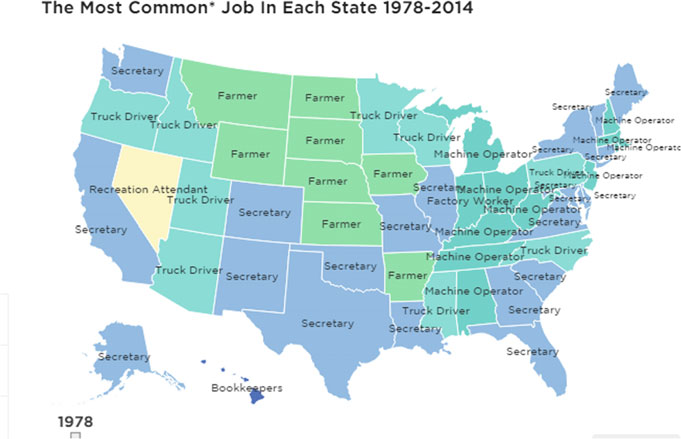 The Most Common* Job In Each State 1978-2014
Secretary
Farmer
Farmer
Truck Driver
Truck Driver
Truck Driver
Secretary
Secretary
Machine Operator
Truck Driver
Farmer
Farmer
Machine Operator
Machine Operator
Machine Operator
Secretary
Secretary
Farmer
Farmer
Truck Driver
Machine Operator
Recreation Attendant
Secretary
Machine Operator
Secretary
Secretary
Truck Driver
Factory Worker
Secretary
Machine Operator
Farmer
Secretary
Secretary
Secretary
Machine Operator
Truck Driver
Machine Operator
Truck Driver
Secretary
Secretary
Farmer
Secretary
Machine Operator
Secretary
Truck Driver
Secretary
Secretary
Secretary
Secretary
Bookkeepers
1978